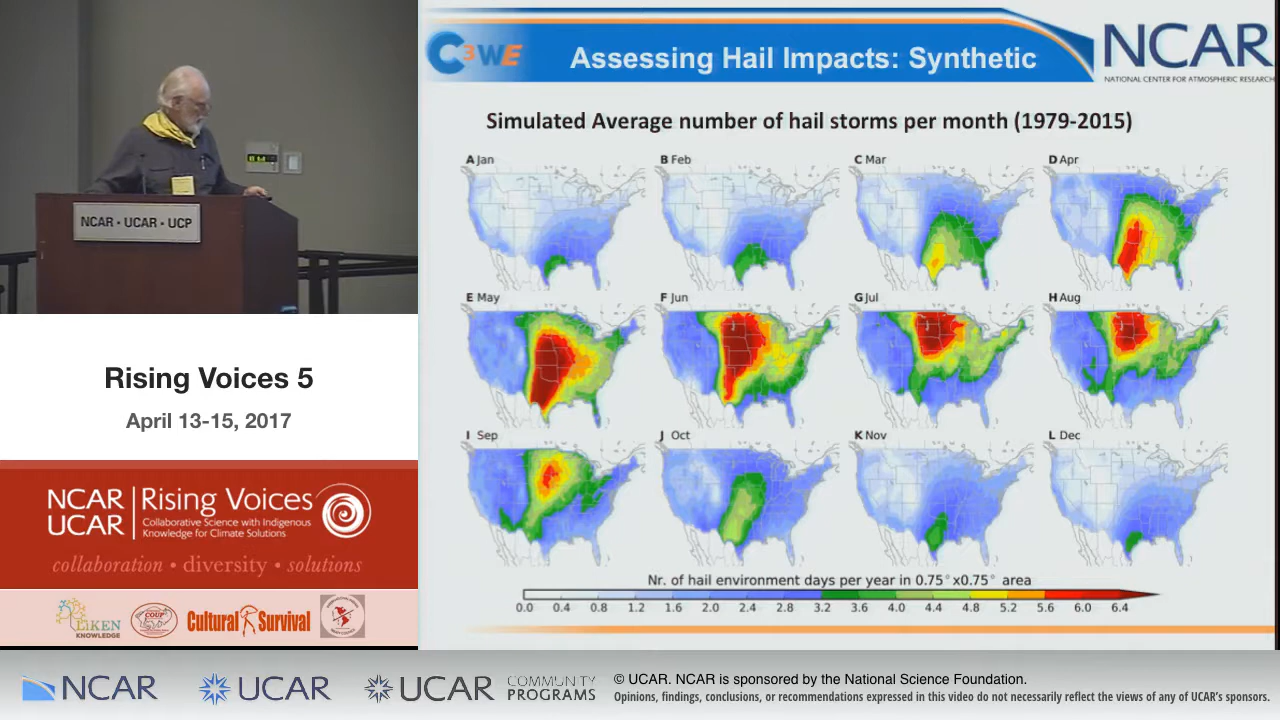 C3WE
Assessing Hail Impacts: Synthetic
NCAR
NATIONAL CENTER FOR ATMOSPHERIC RESEARCH
Simulated Average number of hail storms per month (1979-2015)
A Jan
B Feb
C Mar
D Apr
E May
F Jun
G Jul
H Aug
I Sep
J Oct
K Nov
L Dec
Nr. of hail environment days per year in 0.75°x0.75° area
0.0 0.4 0.8 1.2 1.6 2.0 2.4 2.8 3.2 3.6 4.0 4.4 4.8 5.2 5.6 6.0 6.4
NCAR • UCAR • UCP
Rising Voices 5
April 13-15, 2017
NCAR
UCAR
Rising Voices
Collaborative Science with Indigenous
Knowledge for Climate Solutions
collaboration • diversity • solutions
LiKEN
KNOWLEDGE
COUP
Cultural Survival
NCAR
UCAR
UCAR
COMMUNITY
PROGRAMS
© UCAR. NCAR is sponsored by the National Science Foundation.
Opinions, findings, conclusions, or recommendations expressed in this video do not necessarily reflect the views of any of UCAR's sponsors.